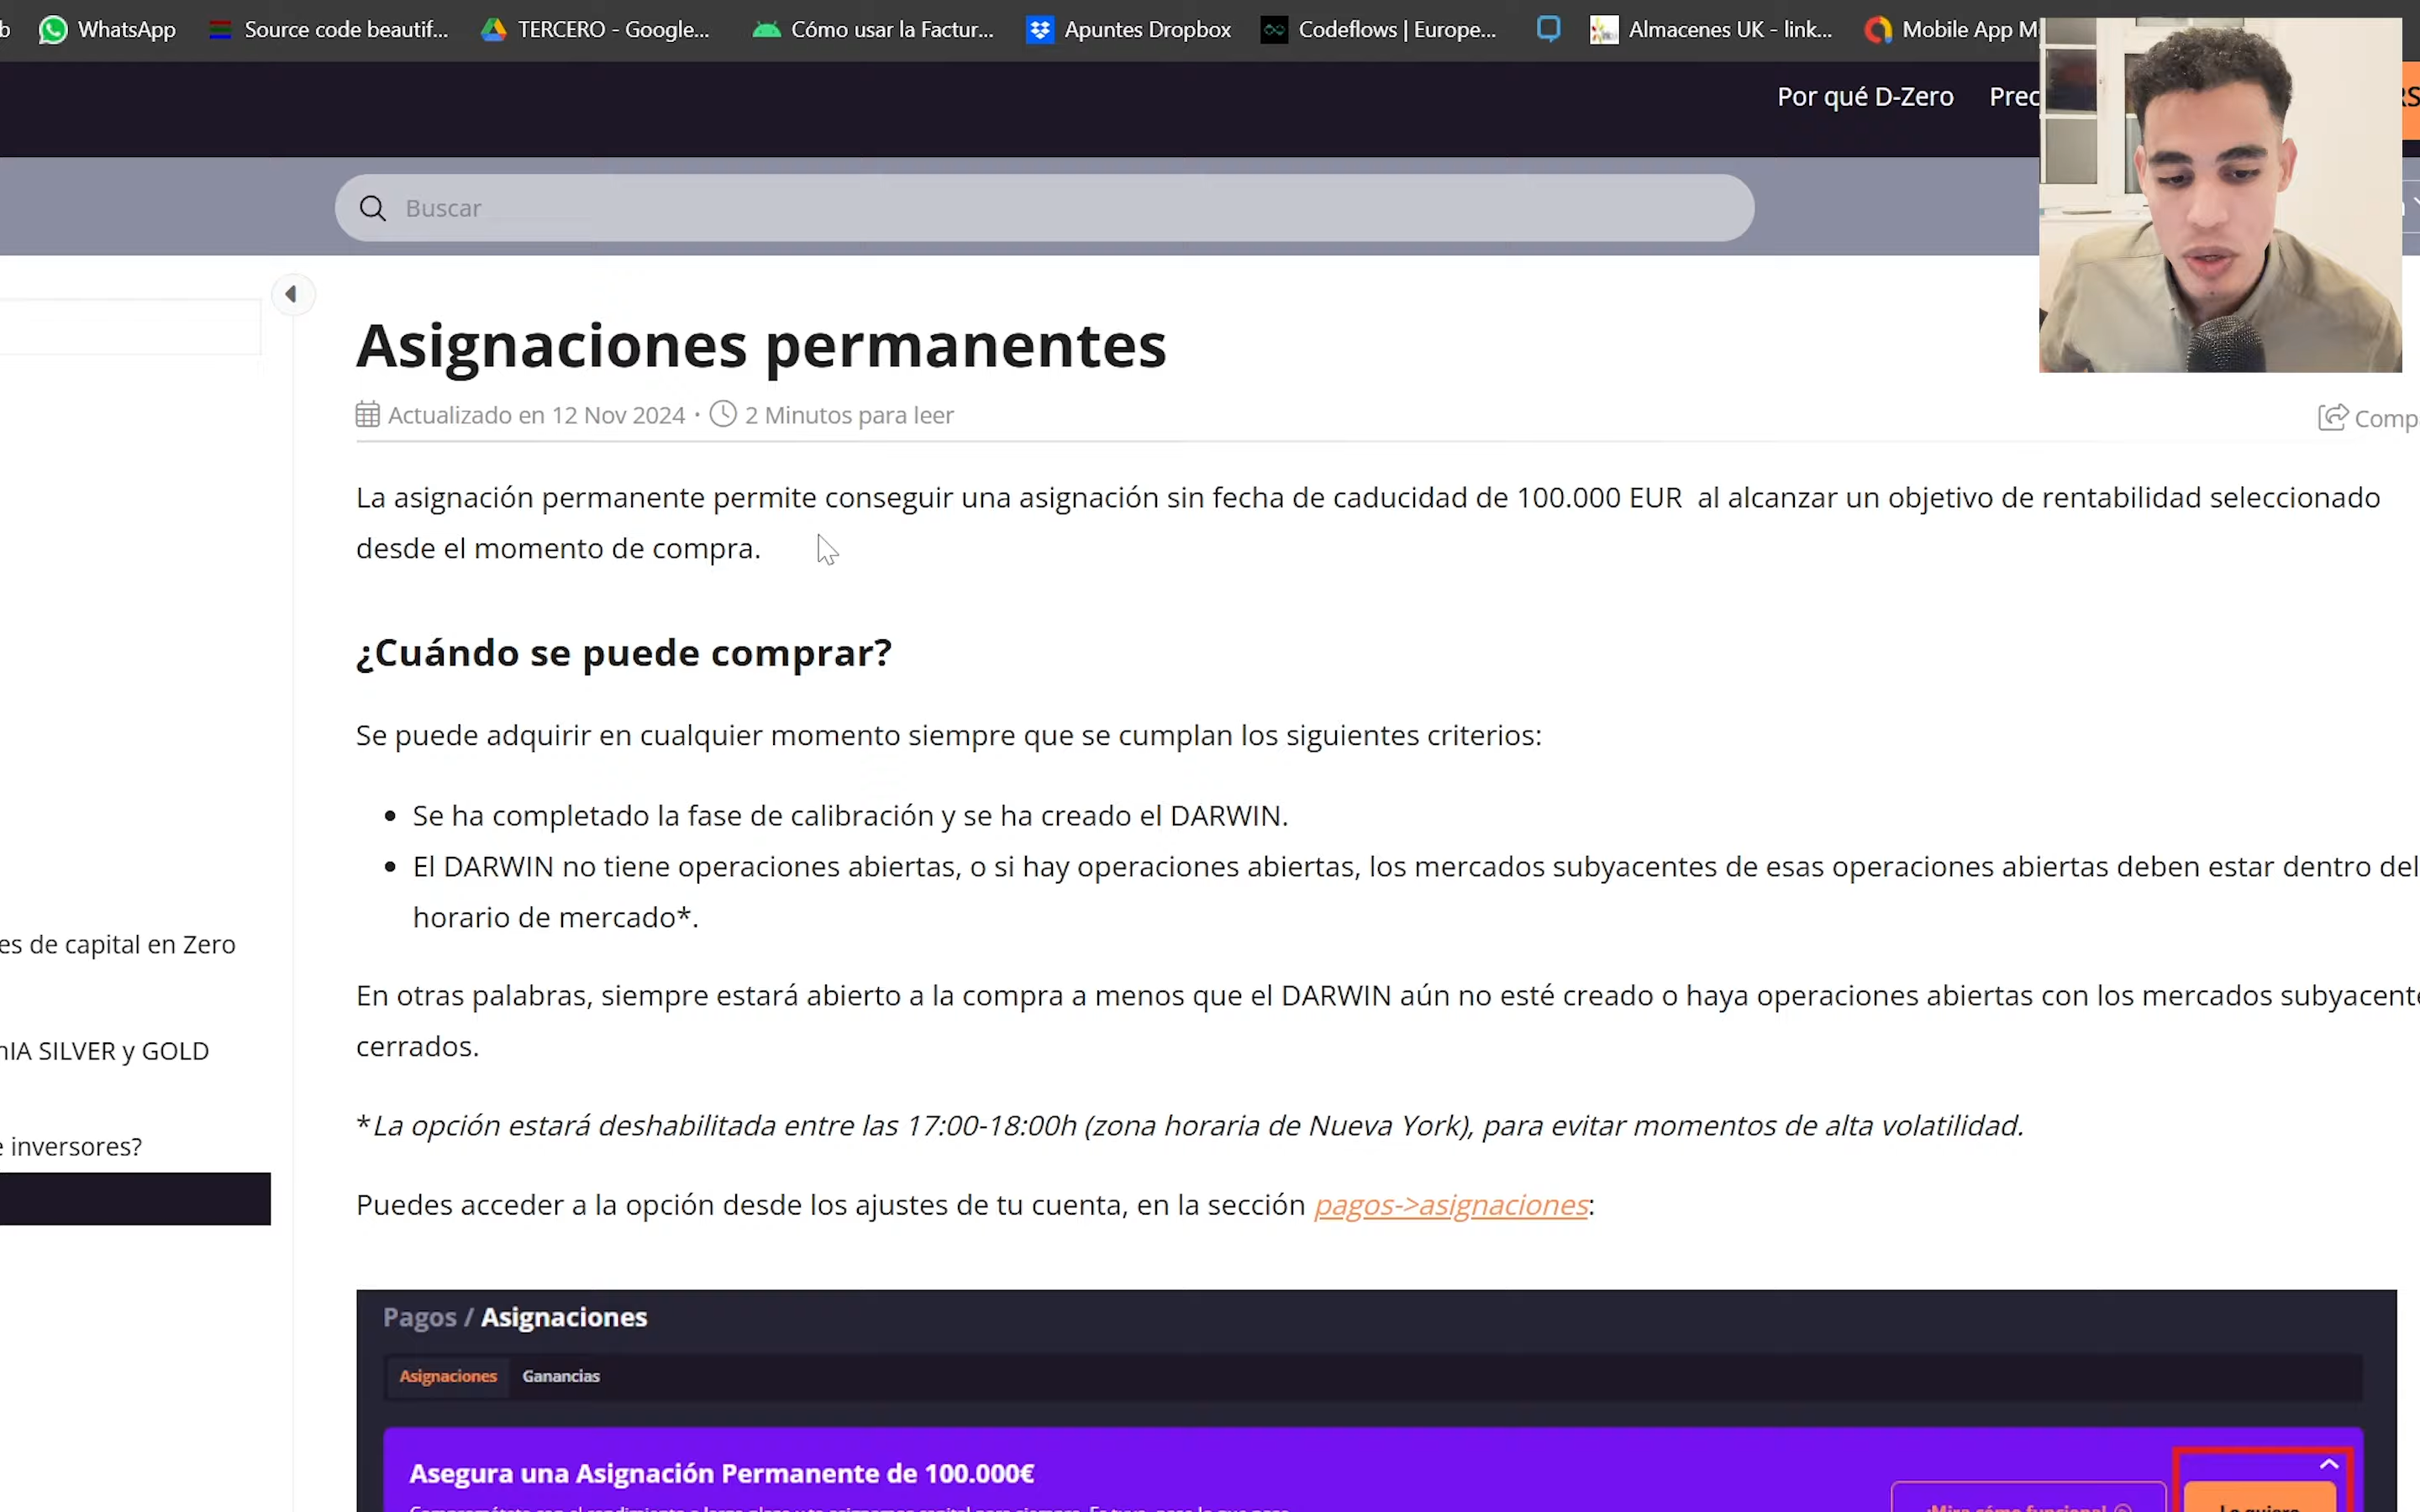 WhatsApp Source code beautif... TERCERO - Google... Cómo usar la Factur... Apuntes Dropbox Codeflows | Europe... Almacenes UK - link... Mobile App M
Por qué D-Zero Prec
Buscar
Asignaciones permanentes
Actualizado en 12 Nov 2024 · 2 Minutos para leer
Comp
La asignación permanente permite conseguir una asignación sin fecha de caducidad de 100.000 EUR al alcanzar un objetivo de rentabilidad seleccionado
desde el momento de compra.
¿Cuándo se puede comprar?
Se puede adquirir en cualquier momento siempre que se cumplan los siguientes criterios:
• Se ha completado la fase de calibración y se ha creado el DARWIN.
• El DARWIN no tiene operaciones abiertas, o si hay operaciones abiertas, los mercados subyacentes de esas operaciones abiertas deben estar dentro del
horario de mercado*.
es de capital en Zero
En otras palabras, siempre estará abierto a la compra a menos que el DARWIN aún no esté creado o haya operaciones abiertas con los mercados subyacente
cerrados.
nIA SILVER y GOLD
*La opción estará deshabilitada entre las 17:00-18:00h (zona horaria de Nueva York), para evitar momentos de alta volatilidad.
e inversores?
Puedes acceder a la opción desde los ajustes de tu cuenta, en la sección pagos->asignaciones:
Pagos / Asignaciones
Asignaciones Ganancias
Asegura una Asignación Permanente de 100.000€